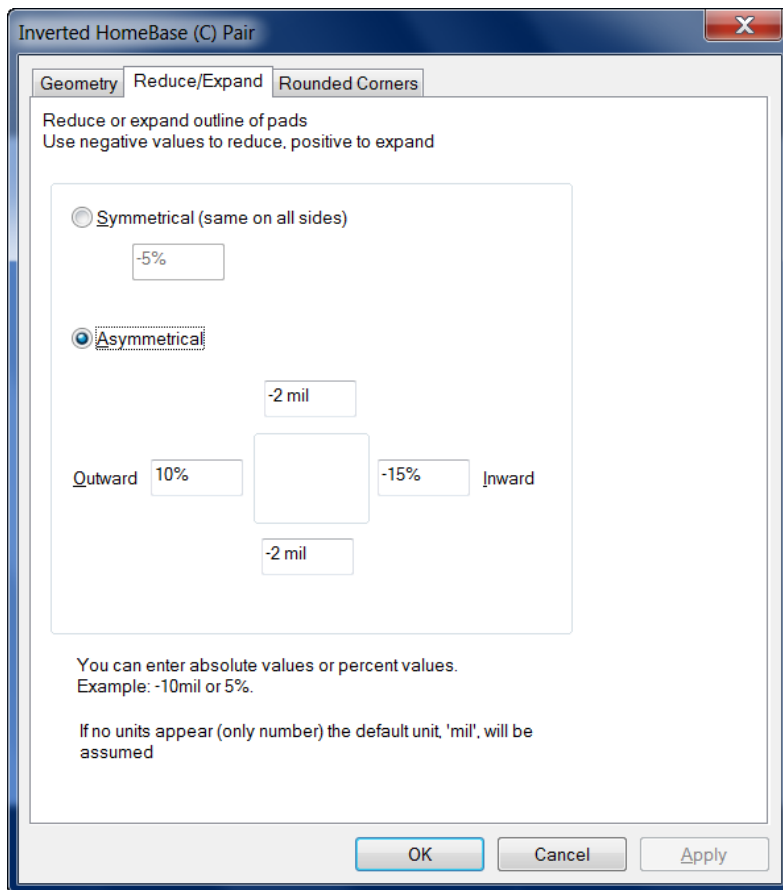 Inverted HomeBase (C) Pair
X
Geometry Reduce/Expand Rounded Corners
Reduce or expand outline of pads
Use negative values to reduce, positive to expand
Symmetrical (same on all sides)
-5%
Asymmetrical
-2 mil
Outward 10% -15% Inward
-2 mil
You can enter absolute values or percent values.
Example: -10mil or 5%.
If no units appear (only number) the default unit, 'mil', will be
assumed
OK Cancel Apply